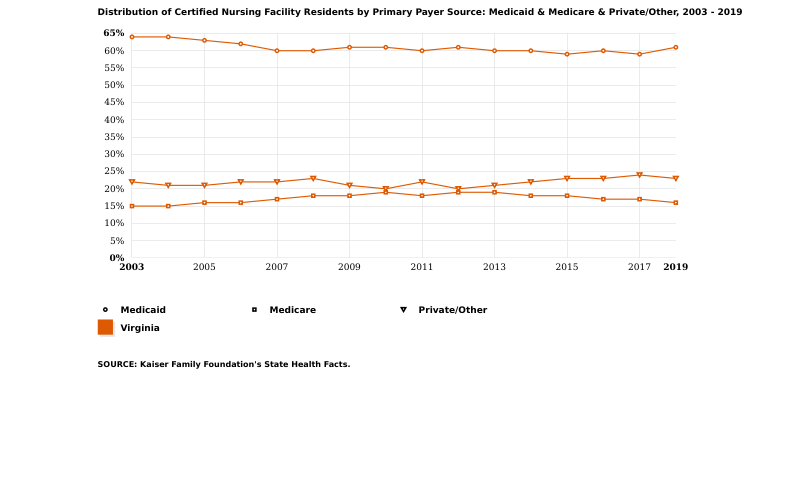 Distribution of Certified Nursing Facility Residents by Primary Payer Source: Medicaid & Medicare & Private/Other, 2003 - 2019
65%
60%
55%
50%
45%
40%
35%
30%
25%
20%
15%
10%
5%
0%
2003 2005 2007 2009 2011 2013 2015 2017 2019
Medicaid Medicare Private/Other
Virginia
SOURCE: Kaiser Family Foundation's State Health Facts.